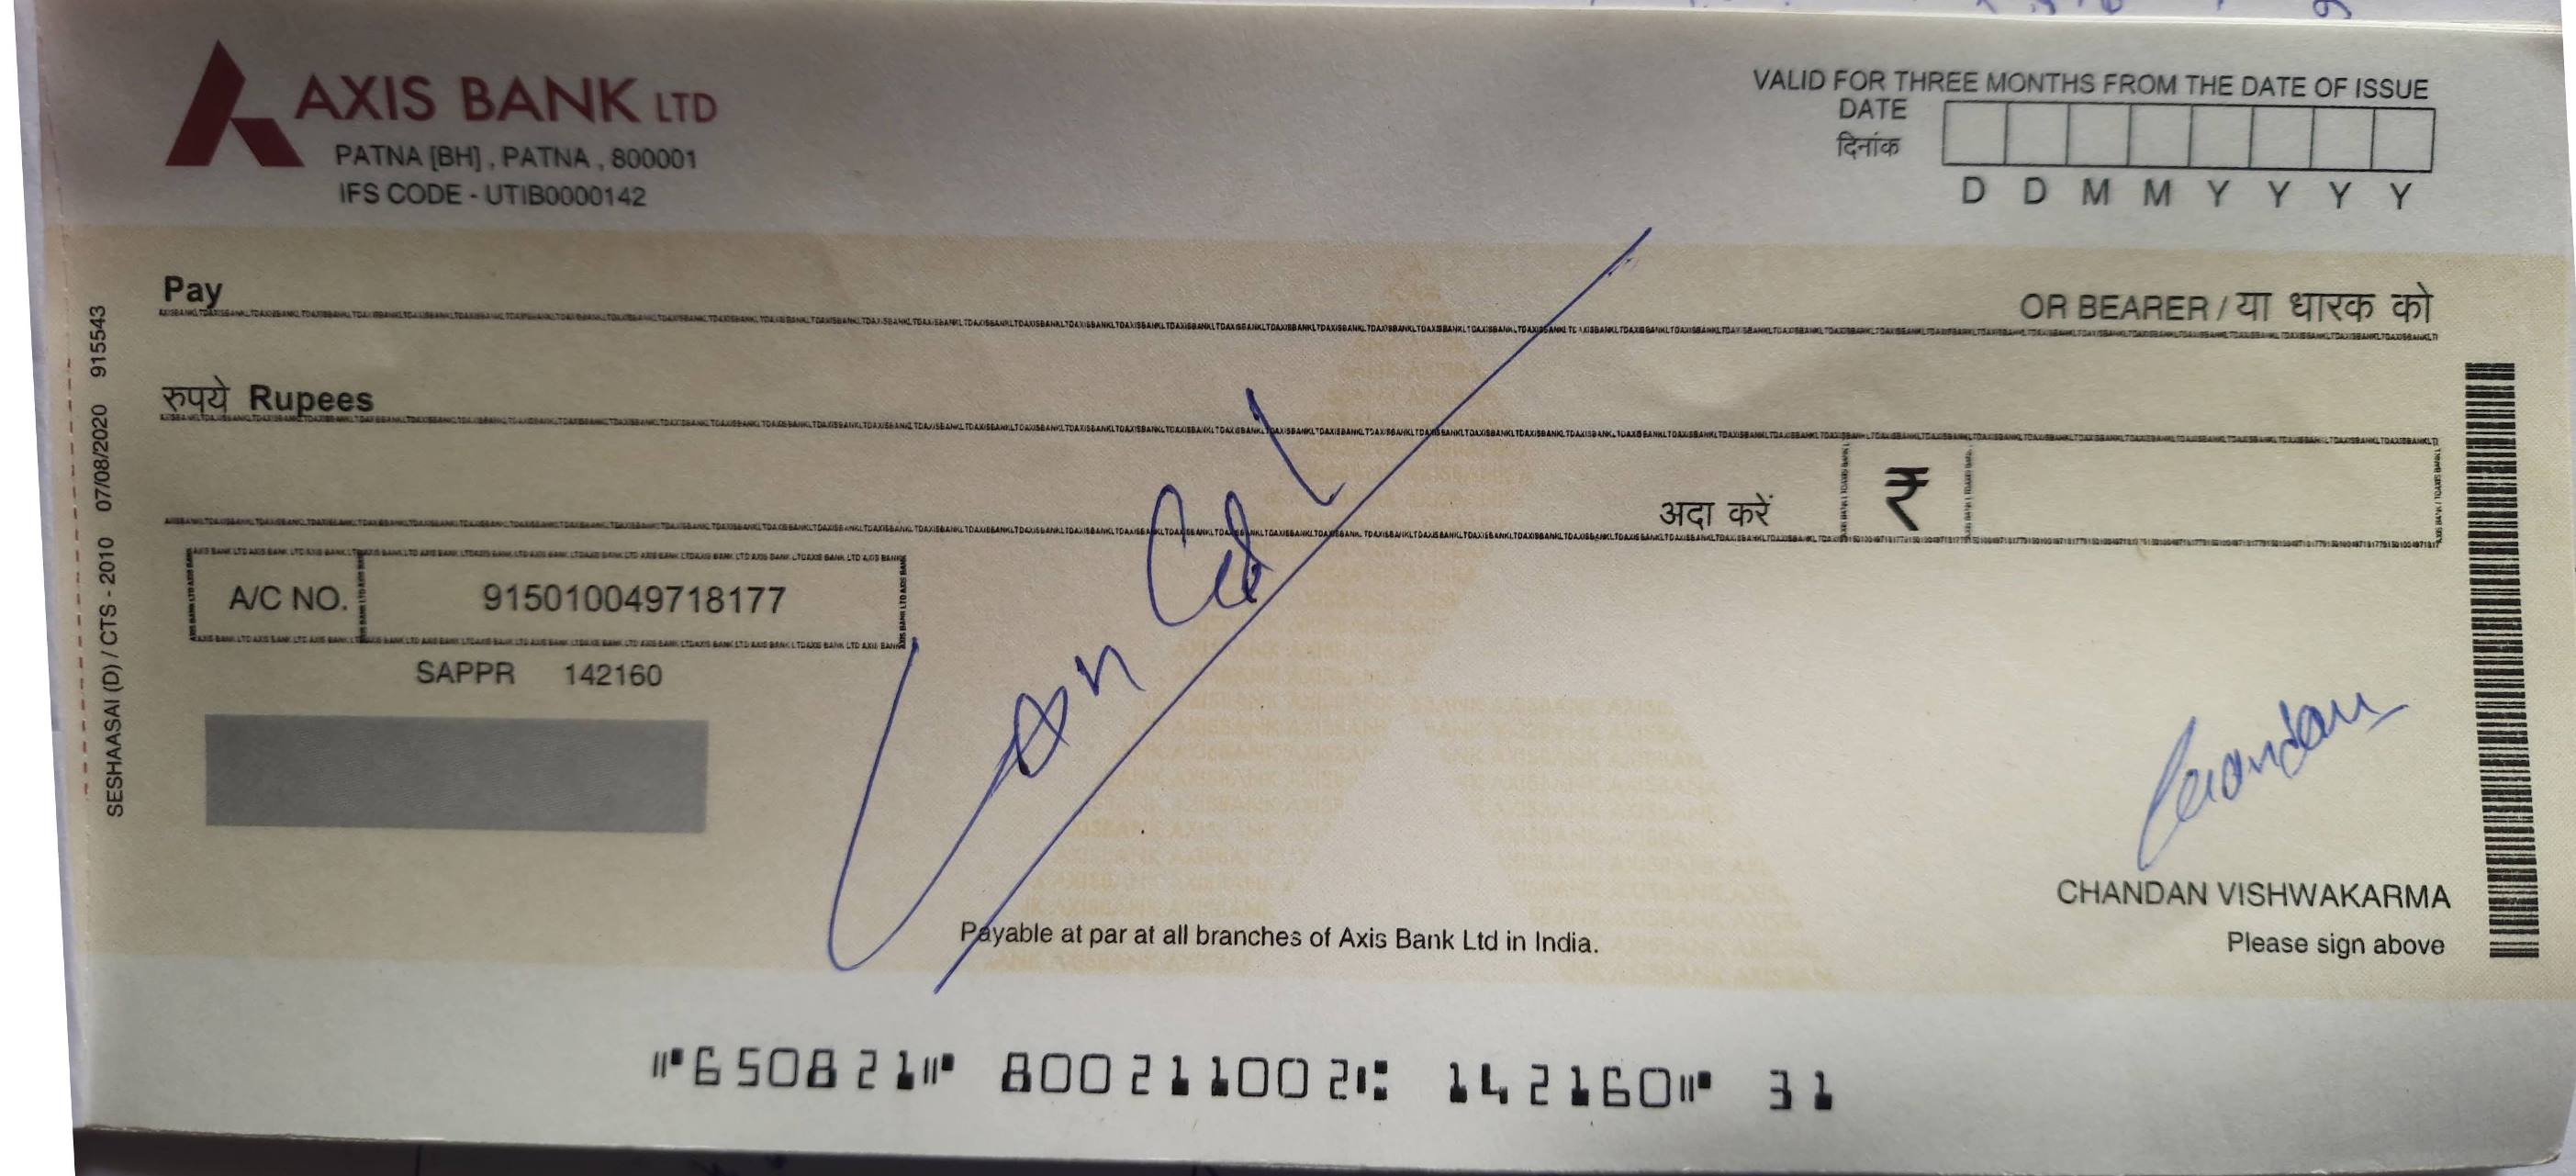 SESHAASAI (D) / CTS - 2010 07/08/2020 915543
AXIS BANK LTD
PATNA [BH] , PATNA , 800001
IFS CODE - UTIB0000142
VALID FOR THREE MONTHS FROM THE DATE OF ISSUE
DATE
दिनांक
D D M M Y Y Y Y
Pay
OR BEARER / या धारक को
रुपये Rupees
अदा करें ₹
A/C NO. 915010049718177
SAPPR 142160
Cancel
Chandan
CHANDAN VISHWAKARMA
Payable at par at all branches of Axis Bank Ltd in India.
Please sign above
⑈650821⑈ 800211002⑆ 142160⑈ 31